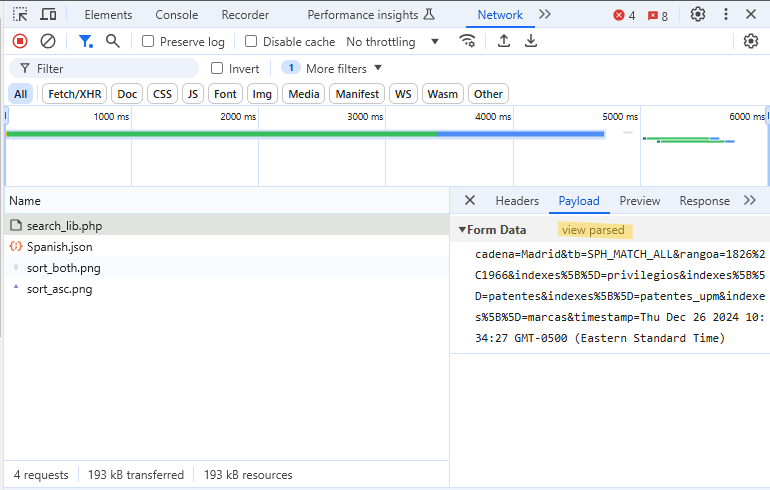 Elements Console Recorder Performance insights Network
4 8
Preserve log Disable cache No throttling
Filter Invert 1 More filters
All Fetch/XHR Doc CSS JS Font Img Media Manifest WS Wasm Other
1000 ms 2000 ms 3000 ms 4000 ms 5000 ms 6000 ms
Name
search_lib.php
Spanish.json
sort_both.png
sort_asc.png
Headers Payload Preview Response
Form Data view parsed
cadena=Madrid&tb=SPH_MATCH_ALL&rangoa=1826%2
C1966&indexes%5B%5D=privilegios&indexes%5B%5
D=patentes&indexes%5B%5D=patentes_upm&indexe
s%5B%5D=marcas&timestamp=Thu Dec 26 2024 10:
34:27 GMT-0500 (Eastern Standard Time)
4 requests 193 kB transferred 193 kB resources